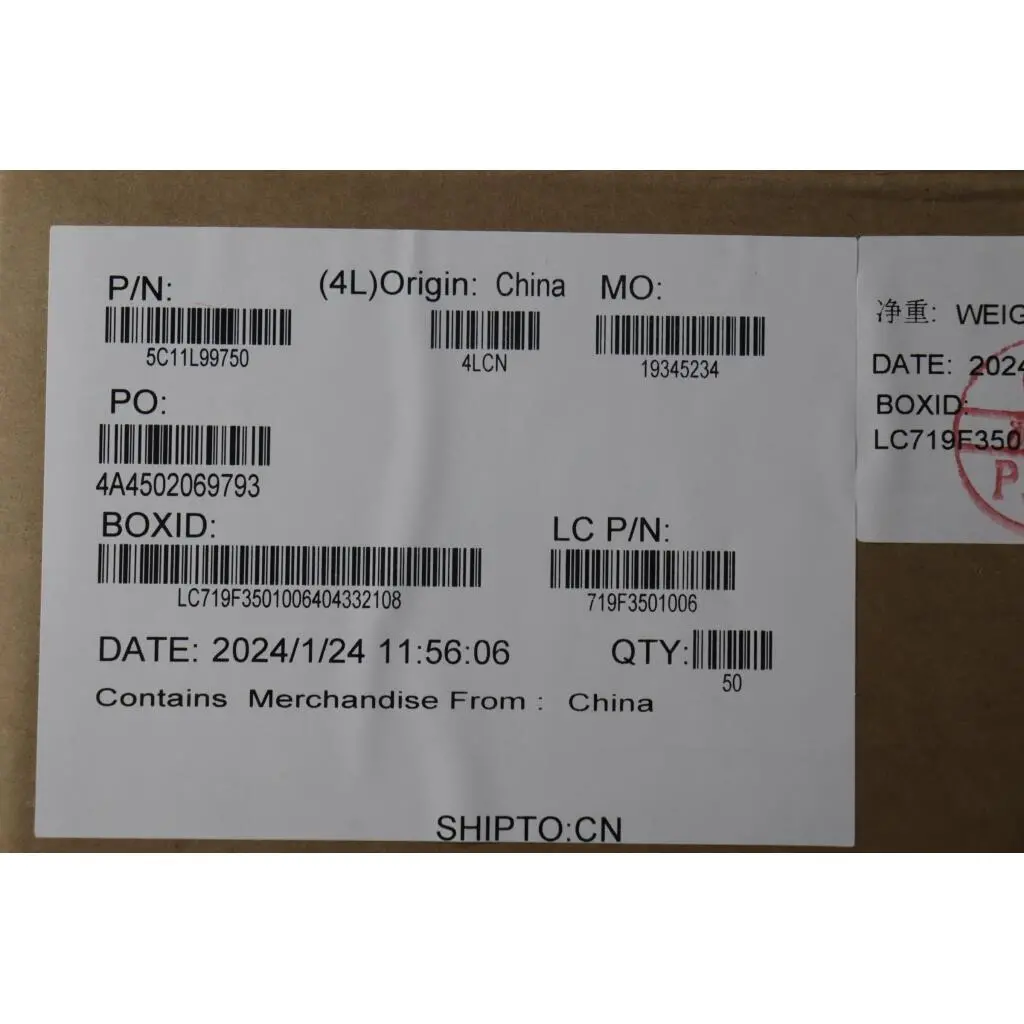 P/N: (4L)Origin: China MO:
5C11L99750 4LCN 19345234
PO:
4A4502069793
BOXID: LC P/N:
LC719F3501006404332108 719F3501006
DATE: 2024/1/24 11:56:06 QTY:
50
Contains Merchandise From : China
SHIPTO:CN
净重: WEIG
DATE: 2024
BOXID:
LC719F350
P